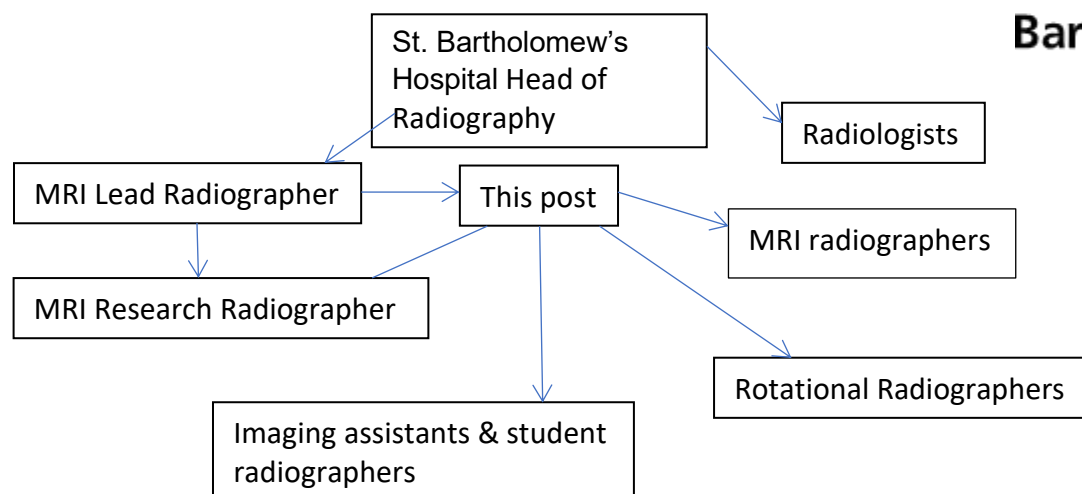 Bar
St. Bartholomew's
Hospital Head of
Radiography
Radiologists
MRI Lead Radiographer
This post
MRI radiographers
MRI Research Radiographer
Rotational Radiographers
Imaging assistants & student
radiographers